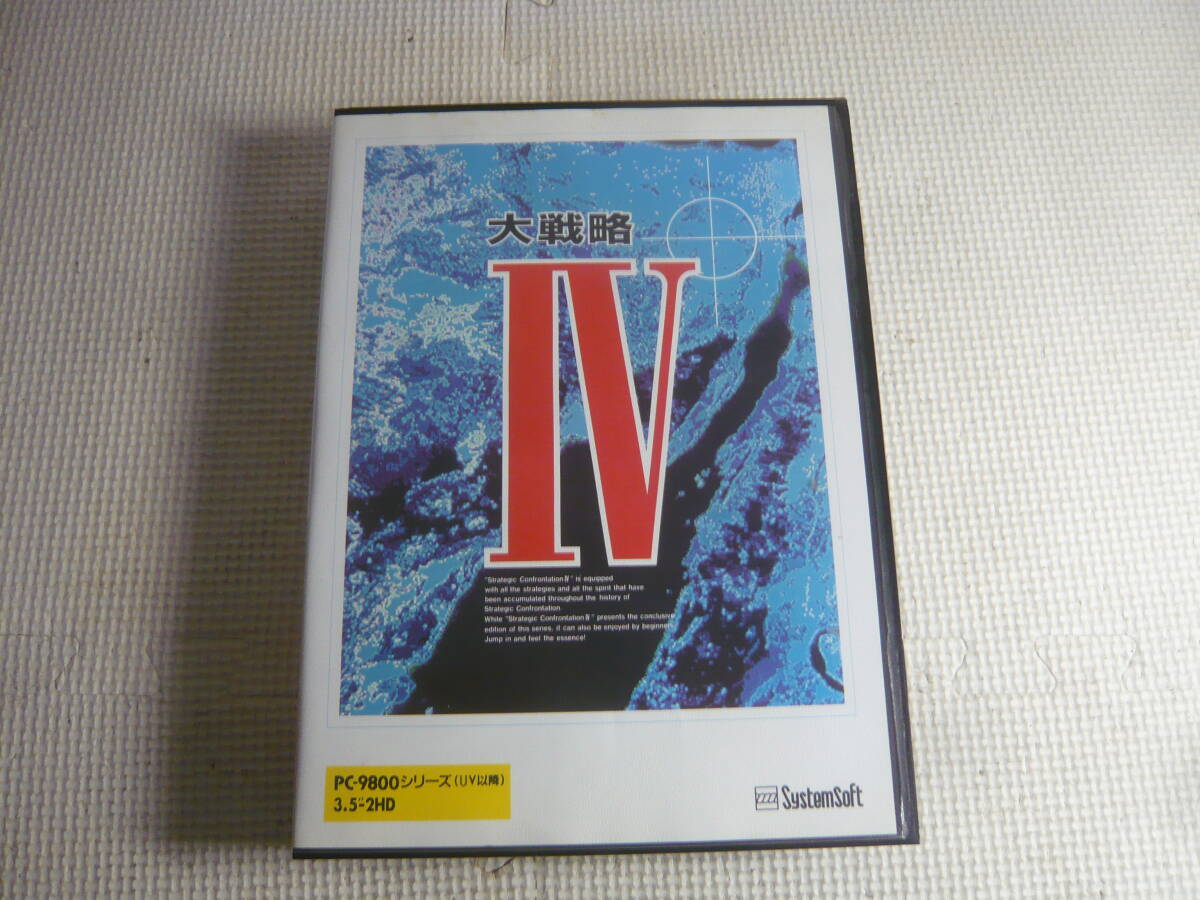 大戦略
IV
"Strategic Confrontation IV" is equipped
with all the strategies and all the spirit that have
been accumulated throughout the history of
Strategic Confrontation.
While "Strategic Confrontation IV" presents the conclusive
edition of this series, it can also be enjoyed by beginners.
Jump in and feel the essence!
PC-9800シリーズ(UV以降)
3.5"-2HD
SystemSoft